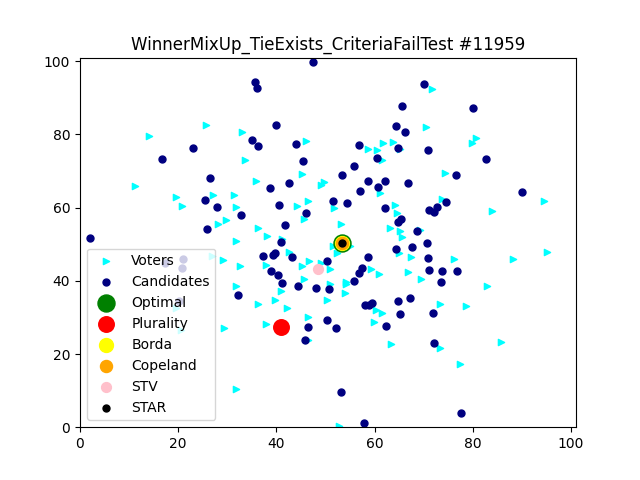 WinnerMixUp_TieExists_CriteriaFailTest #11959
100
80
60
40
20
0
Voters
Candidates
Optimal
Plurality
Borda
Copeland
STV
STAR
0 20 40 60 80 100